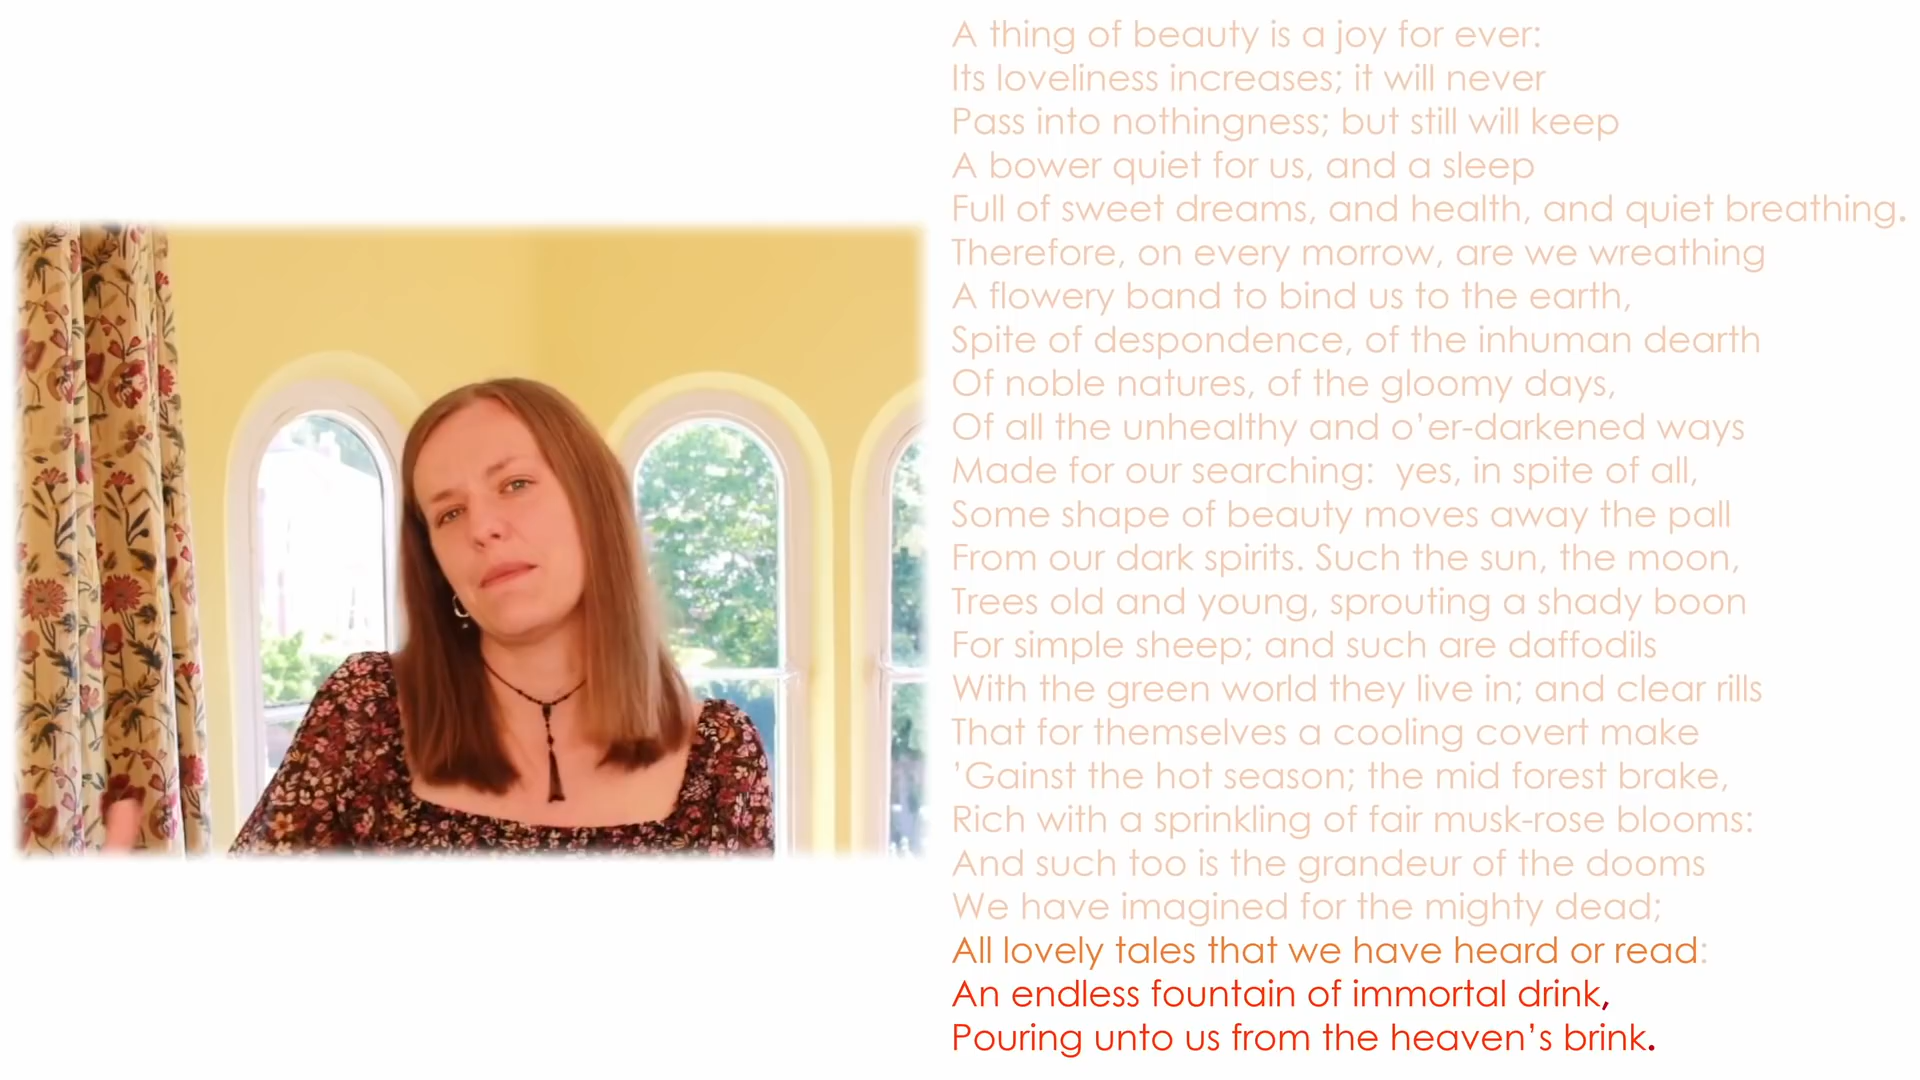 A thing of beauty is a joy for ever:
Its loveliness increases; it will never
Pass into nothingness; but still will keep
A bower quiet for us, and a sleep
Full of sweet dreams, and health, and quiet breathing.
Therefore, on every morrow, are we wreathing
A flowery band to bind us to the earth,
Spite of despondence, of the inhuman dearth
Of noble natures, of the gloomy days,
Of all the unhealthy and o’er-darkened ways
Made for our searching:  yes, in spite of all,
Some shape of beauty moves away the pall
From our dark spirits. Such the sun, the moon,
Trees old and young, sprouting a shady boon
For simple sheep; and such are daffodils
With the green world they live in; and clear rills
That for themselves a cooling covert make
’Gainst the hot season; the mid forest brake,
Rich with a sprinkling of fair musk-rose blooms:
And such too is the grandeur of the dooms
We have imagined for the mighty dead;
All lovely tales that we have heard or read:
An endless fountain of immortal drink,
Pouring unto us from the heaven’s brink.